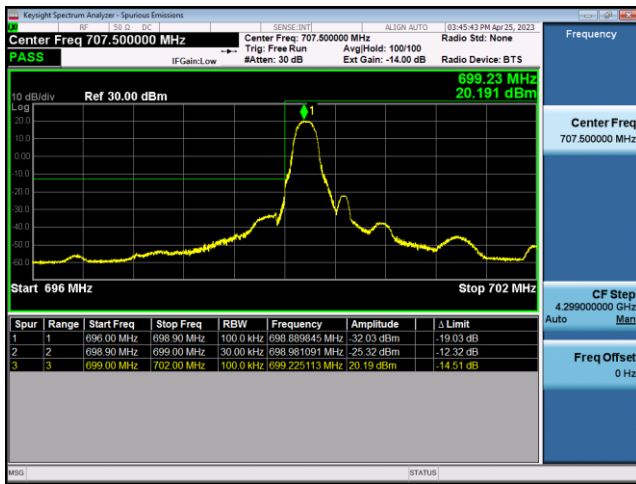 Keysight Spectrum Analyzer - Spurious Emissions
RF 50 Ω DC SENSE:INT ALIGN AUTO 03:45:43 PM Apr 25, 2023
Center Freq 707.500000 MHz
Center Freq: 707.500000 MHz
Radio Std: None
Trig: Free Run
Avg|Hold: 100/100
PASS
IFGain:Low
#Atten: 30 dB
Ext Gain: -14.00 dB
Radio Device: BTS
Frequency
699.23 MHz
20.191 dBm
10 dB/div
Ref 30.00 dBm
Log
1
20.0
10.0
0.00
-10.0
-20.0
-30.0
-40.0
-50.0
-60.0
Start 696 MHz
Stop 702 MHz
Center Freq
707.500000 MHz
CF Step
4.299000000 GHz
Auto Man
Freq Offset
0 Hz
Spur Range Start Freq Stop Freq RBW Frequency Amplitude Δ Limit
1 1 696.00 MHz 698.90 MHz 100.0 kHz 698.889845 MHz -32.03 dBm -19.03 dB
2 2 698.90 MHz 699.00 MHz 30.00 kHz 698.981091 MHz -25.32 dBm -12.32 dB
3 3 699.00 MHz 702.00 MHz 100.0 kHz 699.225113 MHz 20.19 dBm -14.51 dB
MSG
STATUS